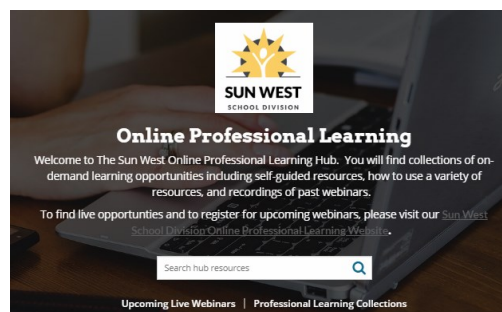 SUN WEST
SCHOOL DIVISION
Online Professional Learning
Welcome to The Sun West Online Professional Learning Hub. You will find collections of on-
demand learning opportunities including self-guided resources, how to use a variety of
resources, and recordings of past webinars.
To find live opportunties and to register for upcoming webinars, please visit our Sun West
School Division Online Professional Learning Website.
Search hub resources
Upcoming Live Webinars | Professional Learning Collections